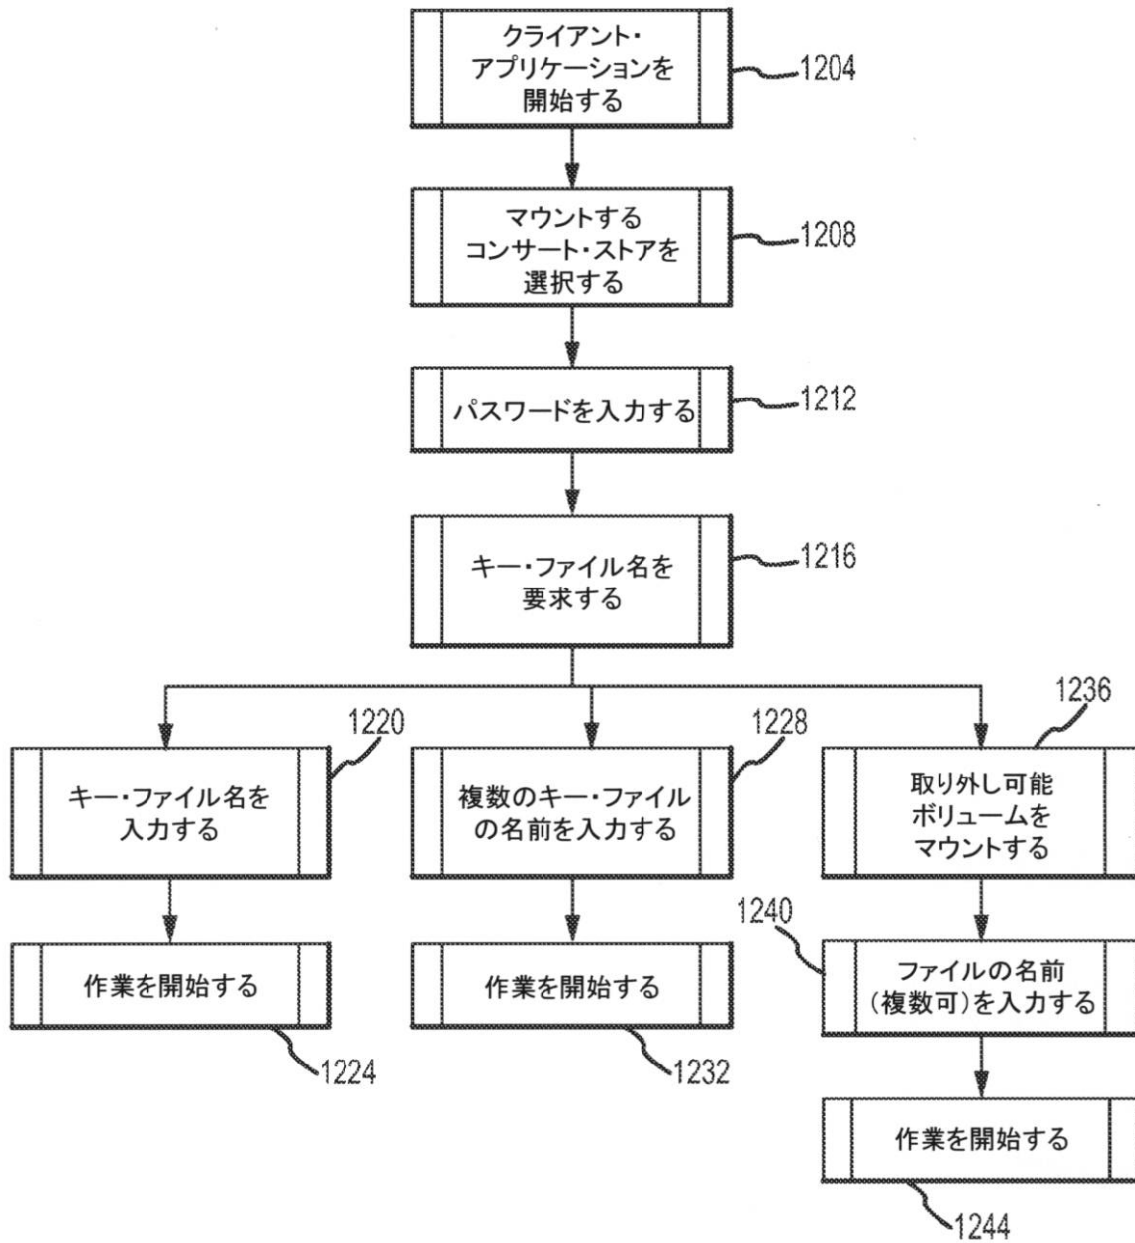 クライアント・
アプリケーションを
開始する
1204
マウントする
コンサート・ストアを
選択する
1208
パスワードを入力する
1212
キー・ファイル名を
要求する
1216
1220
キー・ファイル名を
入力する
1228
複数のキー・ファイル
の名前を入力する
1236
取り外し可能
ボリュームを
マウントする
作業を開始する
1224
作業を開始する
1232
1240
ファイルの名前
(複数可)を入力する
作業を開始する
1244